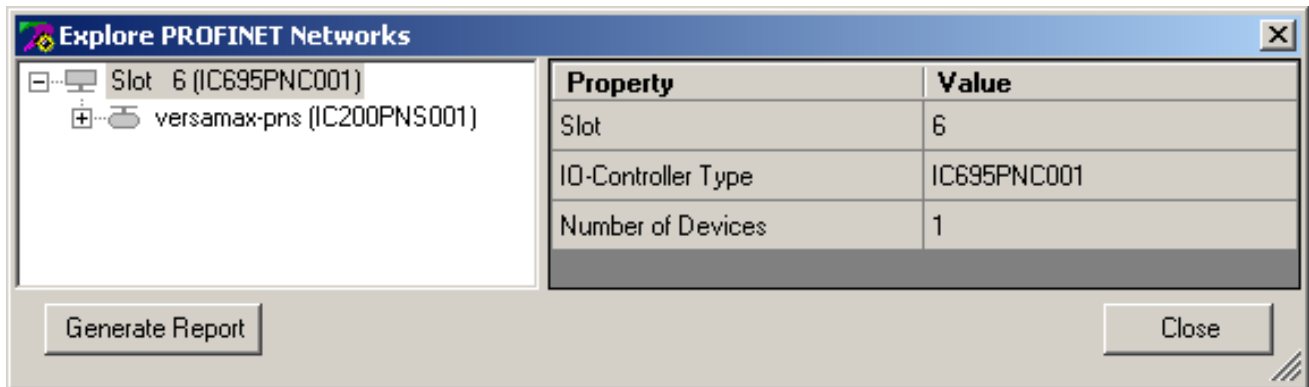 Explore PROFINET Networks
Slot 6 (IC695PNC001)
versamax-pns (IC200PNS001)
Property Value
Slot 6
IO-Controller Type IC695PNC001
Number of Devices 1
Generate Report Close